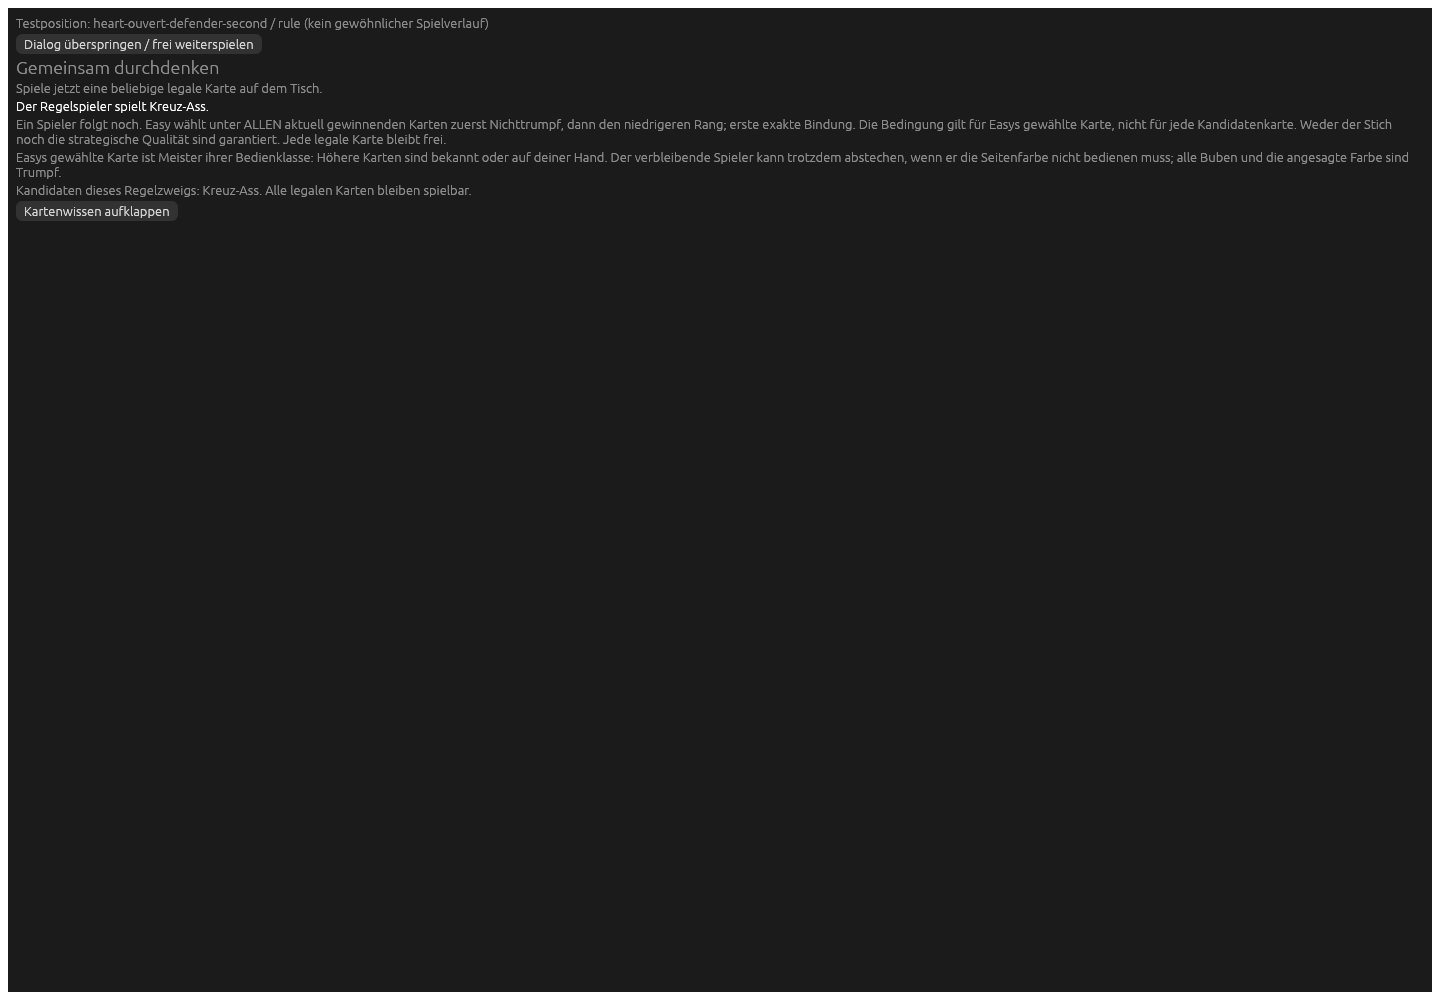 Testposition: heart-ouvert-defender-second / rule (kein gewöhnlicher Spielverlauf)
Dialog überspringen / frei weiterspielen
Gemeinsam durchdenken
Spiele jetzt eine beliebige legale Karte auf dem Tisch.
Der Regelspieler spielt Kreuz-Ass.
Ein Spieler folgt noch. Easy wählt unter ALLEN aktuell gewinnenden Karten zuerst Nichttrumpf, dann den niedrigeren Rang; erste exakte Bindung. Die Bedingung gilt für Easys gewählte Karte, nicht für jede Kandidatenkarte. Weder der Stich
noch die strategische Qualität sind garantiert. Jede legale Karte bleibt frei.
Easys gewählte Karte ist Meister ihrer Bedienklasse: Höhere Karten sind bekannt oder auf deiner Hand. Der verbleibende Spieler kann trotzdem abstechen, wenn er die Seitenfarbe nicht bedienen muss; alle Buben und die angesagte Farbe sind
Trumpf.
Kandidaten dieses Regelzweigs: Kreuz-Ass. Alle legalen Karten bleiben spielbar.
Kartenwissen aufklappen